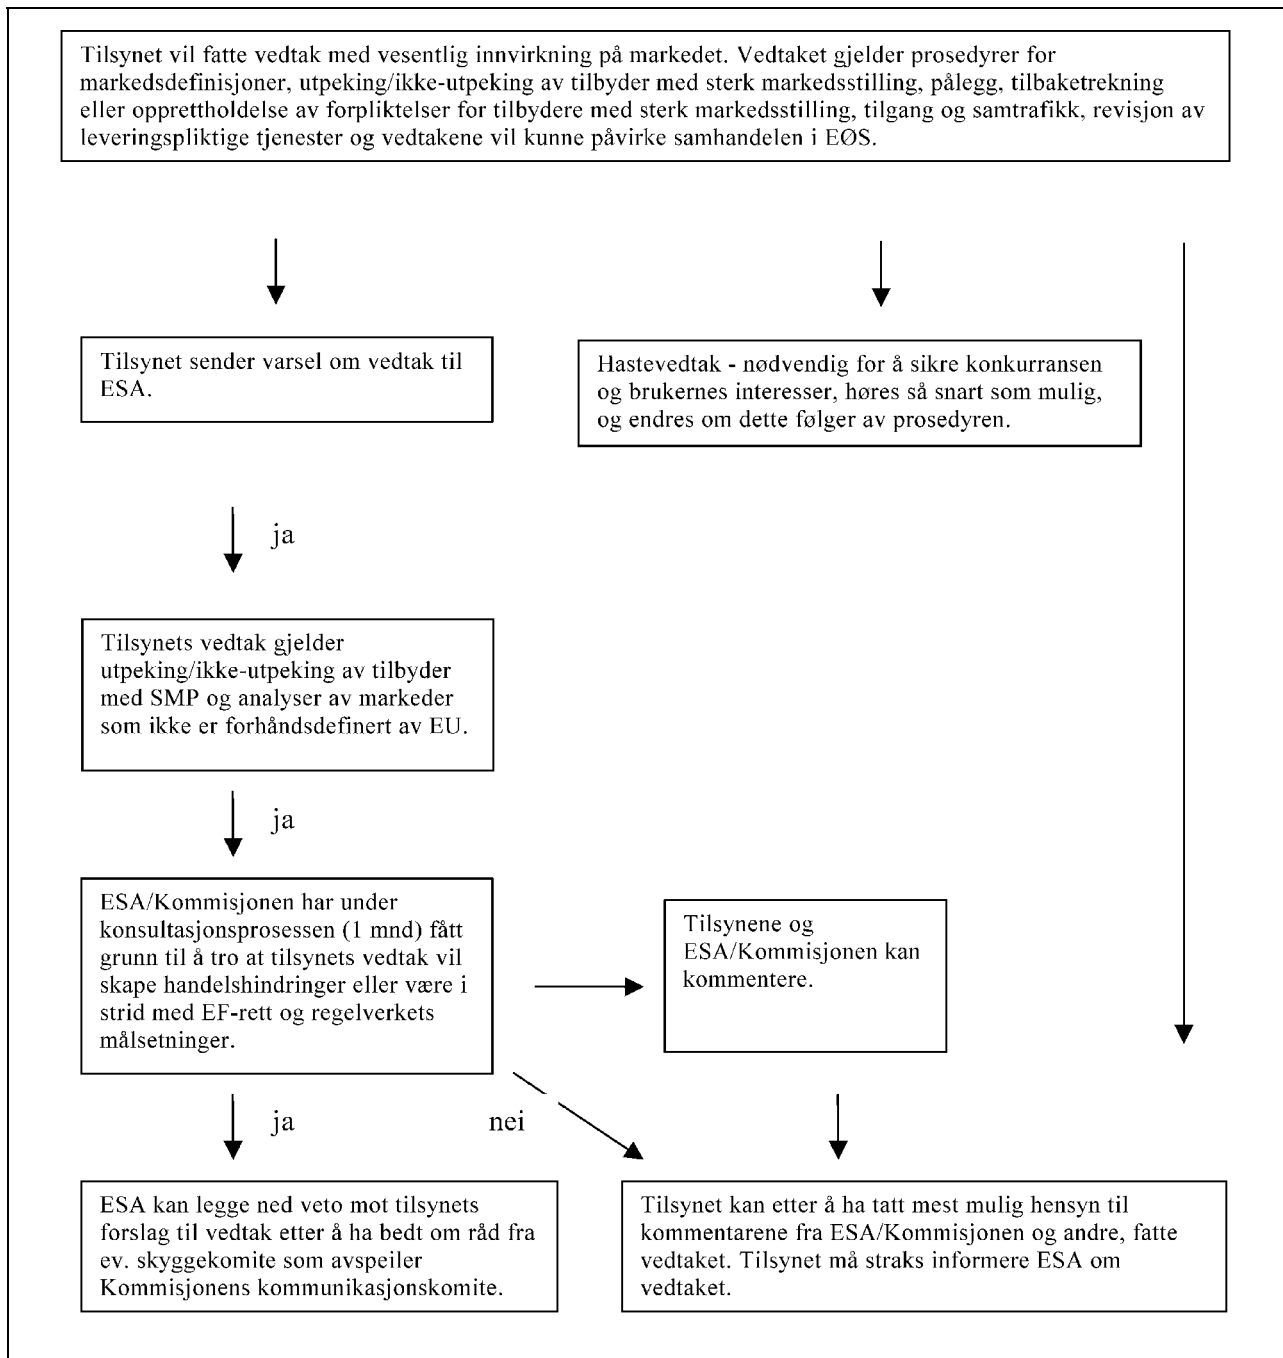 Tilsynet vil fatte vedtak med vesentlig innvirkning på markedet. Vedtaket gjelder prosedyrer for
markedsdefinisjoner, utpeking/ikke-utpeking av tilbyder med sterk markedsstilling, pålegg, tilbaketrekning
eller opprettholdelse av forpliktelser for tilbydere med sterk markedsstilling, tilgang og samtrafikk, revisjon av
leveringspliktige tjenester og vedtakene vil kunne påvirke samhandelen i EØS.
Tilsynet sender varsel om vedtak til
ESA.
Hastevedtak - nødvendig for å sikre konkurransen
og brukernes interesser, høres så snart som mulig,
og endres om dette følger av prosedyren.
ja
Tilsynets vedtak gjelder
utpeking/ikke-utpeking av tilbyder
med SMP og analyser av markeder
som ikke er forhåndsdefinert av EU.
ja
ESA/Kommisjonen har under
konsultasjonsprosessen (1 mnd) fått
grunn til å tro at tilsynets vedtak vil
skape handelshindringer eller være i
strid med EF-rett og regelverkets
målsetninger.
Tilsynene og
ESA/Kommisjonen kan
kommentere.
ja
nei
ESA kan legge ned veto mot tilsynets
forslag til vedtak etter å ha bedt om råd fra
ev. skyggekomite som avspeiler
Kommisjonens kommunikasjonskomite.
Tilsynet kan etter å ha tatt mest mulig hensyn til
kommentarene fra ESA/Kommisjonen og andre, fatte
vedtaket. Tilsynet må straks informere ESA om
vedtaket.